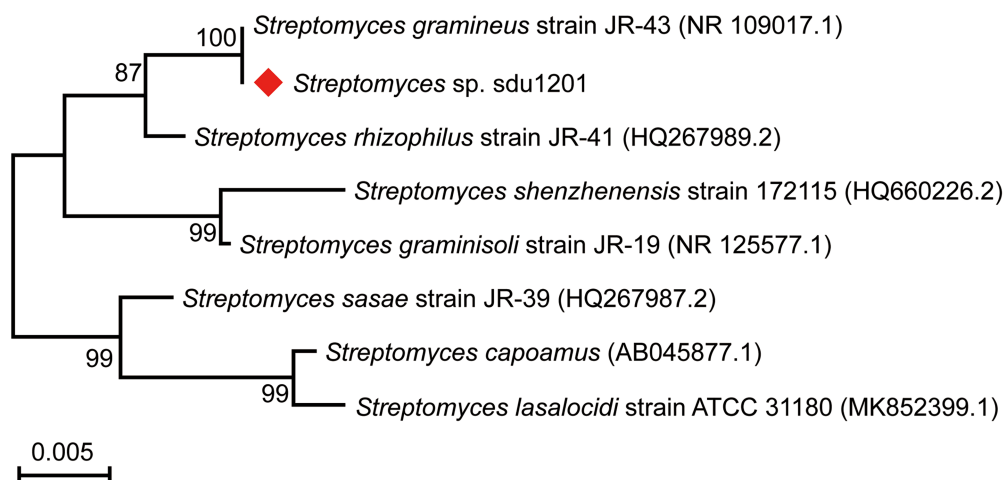 Streptomyces gramineus strain JR-43 (NR 109017.1)
100
87
Streptomyces sp. sdu1201
Streptomyces rhizophilus strain JR-41 (HQ267989.2)
Streptomyces shenzhenensis strain 172115 (HQ660226.2)
99
Streptomyces graminisoli strain JR-19 (NR 125577.1)
Streptomyces sasae strain JR-39 (HQ267987.2)
99
Streptomyces capoamus (AB045877.1)
99
Streptomyces lasalocidi strain ATCC 31180 (MK852399.1)
0.005